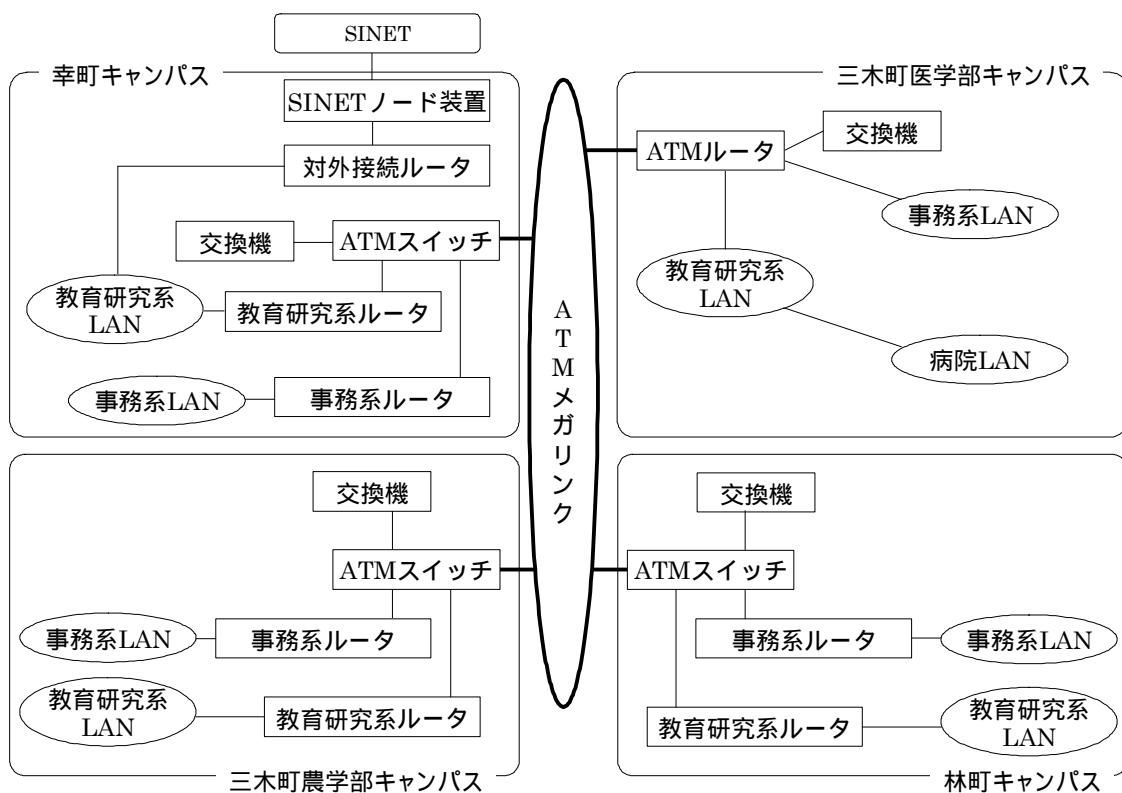 SINET
幸町キャンパス
SINETノード装置
対外接続ルータ
交換機
ATMスイッチ
教育研究系
LAN
教育研究系ルータ
事務系LAN
事務系ルータ
ATMメガリンク
三木町医学部キャンパス
ATMルータ
交換機
事務系LAN
教育研究系
LAN
病院LAN
交換機
ATMスイッチ
事務系LAN
事務系ルータ
教育研究系
LAN
教育研究系ルータ
三木町農学部キャンパス
交換機
ATMスイッチ
事務系ルータ
事務系LAN
教育研究系ルータ
教育研究系
LAN
林町キャンパス